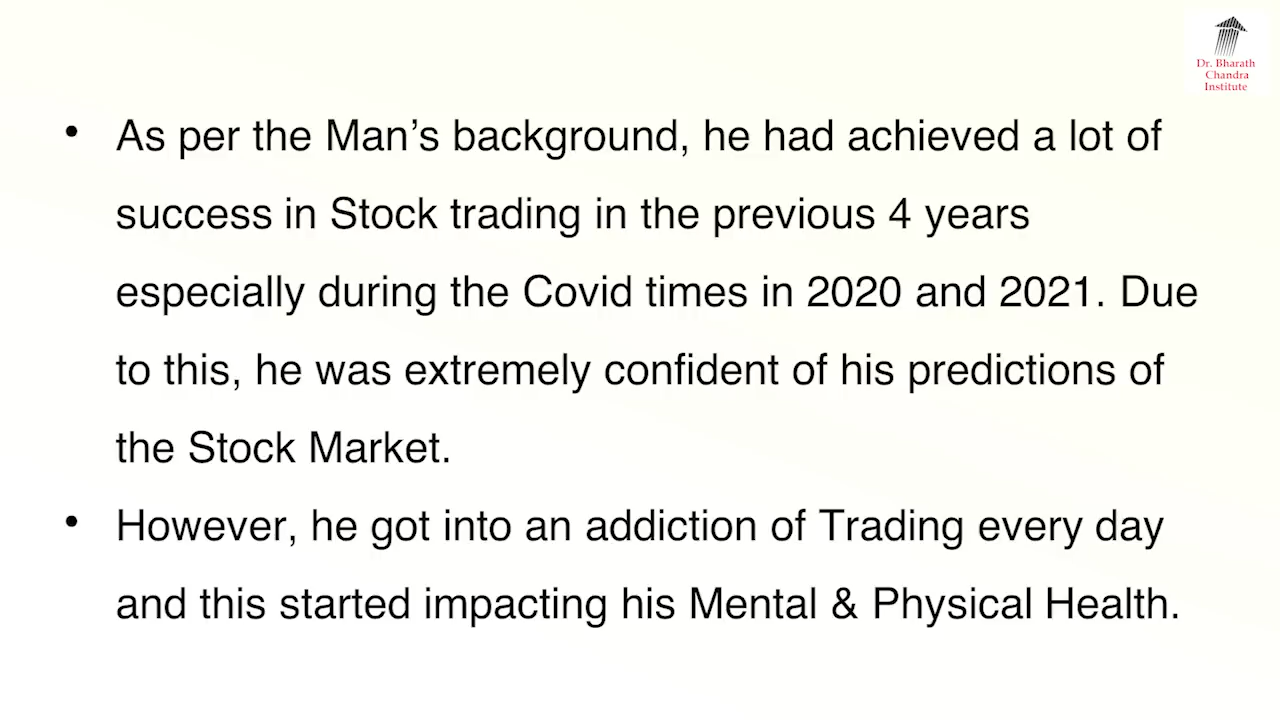 Dr. Bharath
Chandra
Institute
• As per the Man’s background, he had achieved a lot of
success in Stock trading in the previous 4 years
especially during the Covid times in 2020 and 2021. Due
to this, he was extremely confident of his predictions of
the Stock Market.
• However, he got into an addiction of Trading every day
and this started impacting his Mental & Physical Health.